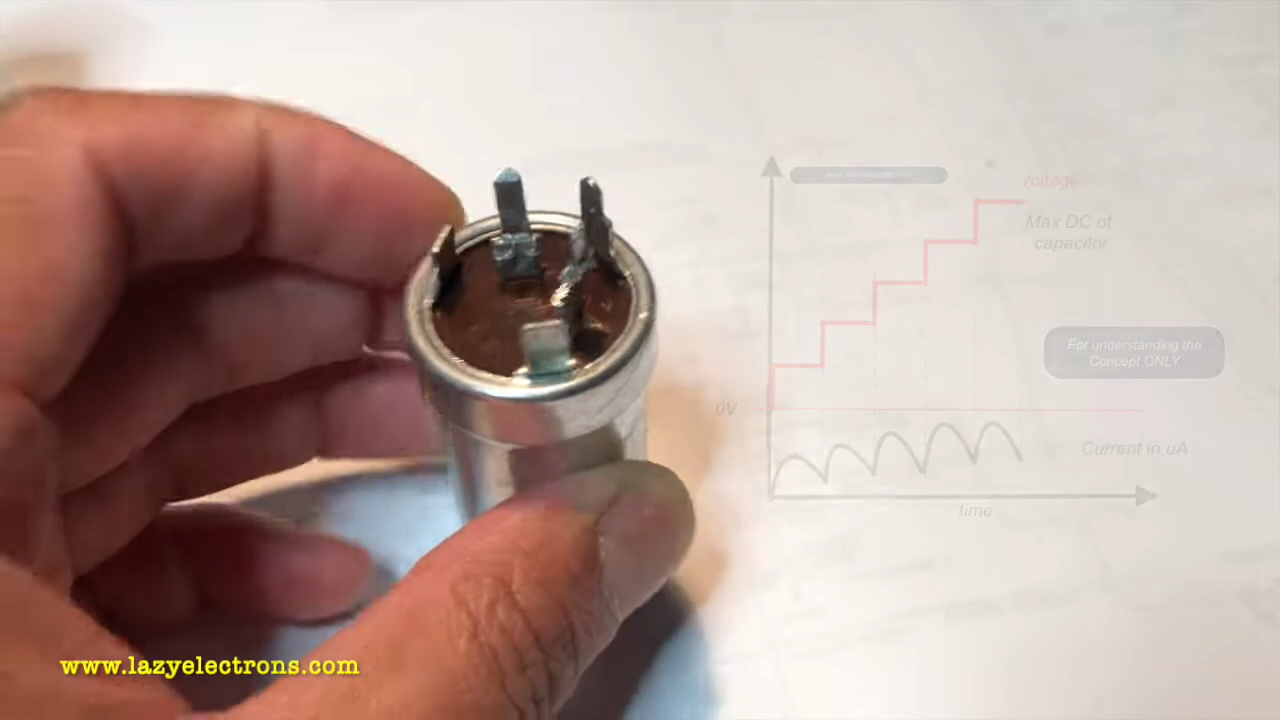 Voltage
Max DC of
capacitor
For understanding the
Concept ONLY
0V
Current in uA
time
www.lazyelectrons.com